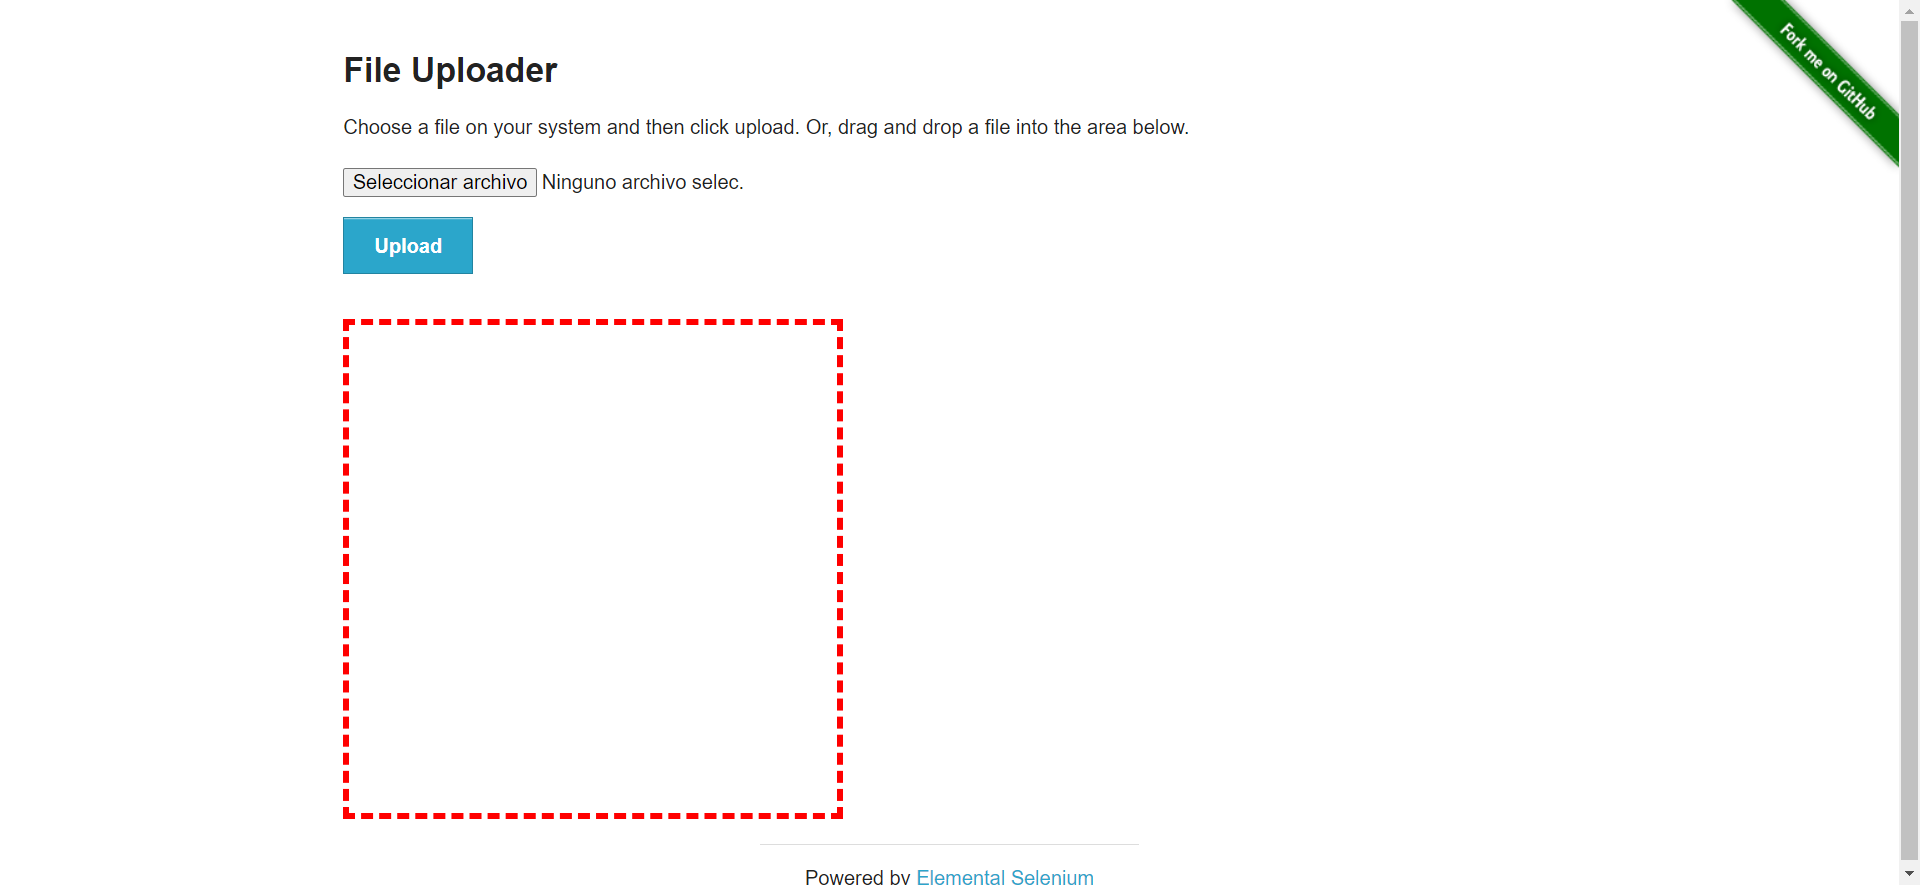 Fork me on GitHub
File Uploader
Choose a file on your system and then click upload. Or, drag and drop a file into the area below.
Seleccionar archivo Ninguno archivo selec.
Upload
Powered by Elemental Selenium